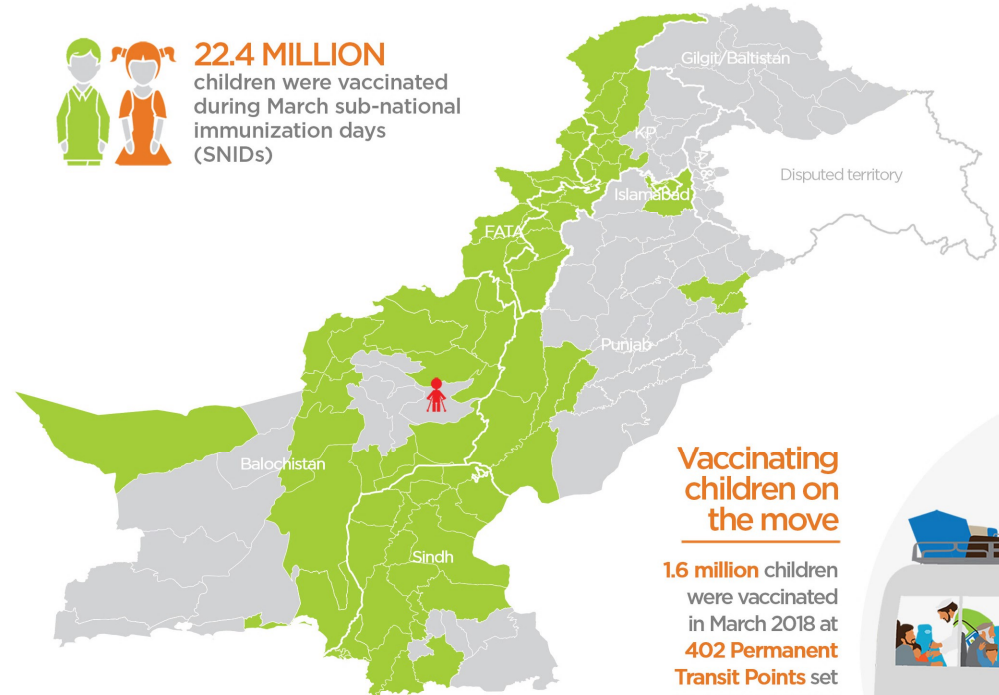 22.4 MILLION
children were vaccinated
during March sub-national
immunization days
(SNIDs)
Gilgit/Baltistan
KP
AJ&K
Disputed territory
Islamabad
FATA
Punjab
Balochistan
Sindh
Vaccinating
children on
the move
1.6 million children
were vaccinated
in March 2018 at
402 Permanent
Transit Points set